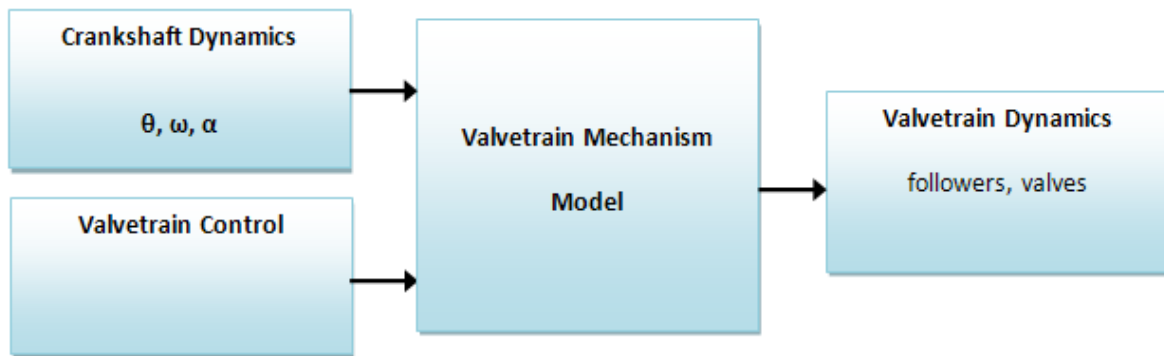 Crankshaft Dynamics
θ, ω, α
Valvetrain Control
Valvetrain Mechanism
Model
Valvetrain Dynamics
followers, valves